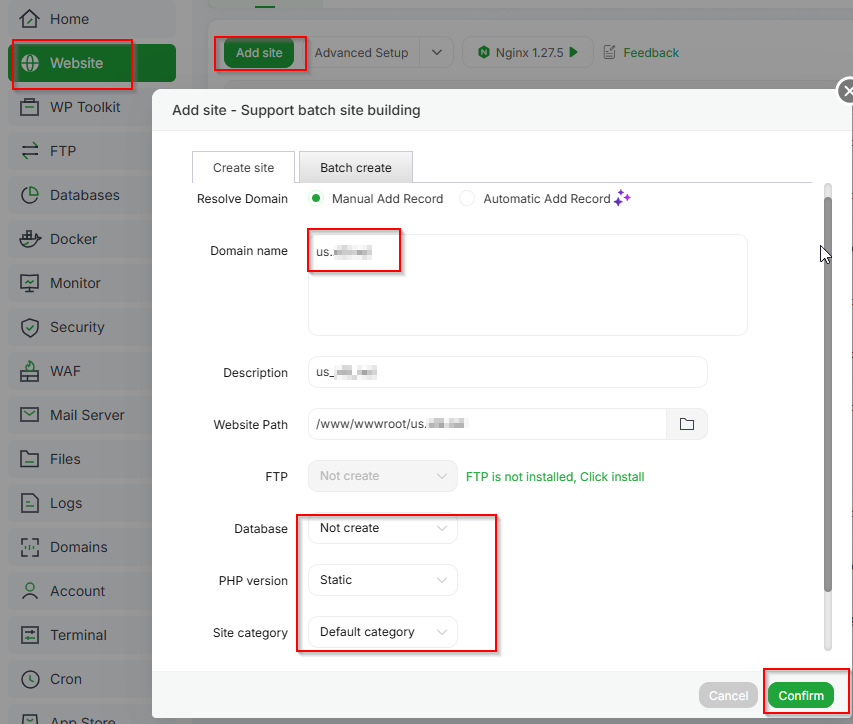 Home
Website
WP Toolkit
FTP
Databases
Docker
Monitor
Security
WAF
Mail Server
Files
Logs
Domains
Account
Terminal
Cron
App Store
Add site Advanced Setup Nginx 1.27.5 Feedback
Add site - Support batch site building
Create site Batch create
Resolve Domain Manual Add Record Automatic Add Record
Domain name us.
Description us_
Website Path /www/wwwroot/us.
FTP Not create FTP is not installed, Click install
Database Not create
PHP version Static
Site category Default category
Cancel Confirm